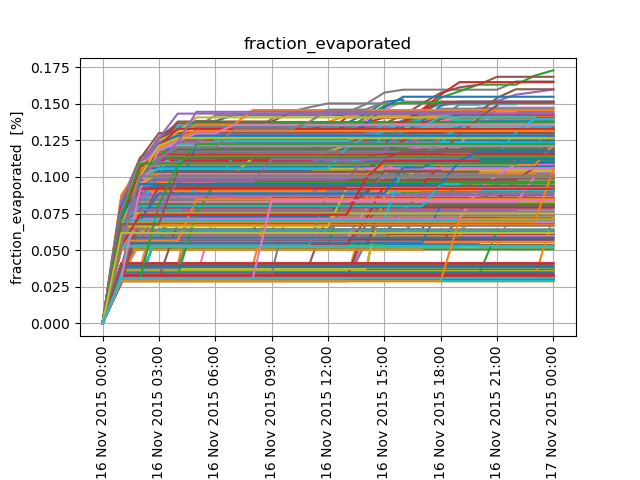 fraction_evaporated
fraction_evaporated [%]
0.175
0.150
0.125
0.100
0.075
0.050
0.025
0.000
16 Nov 2015 00:00
16 Nov 2015 03:00
16 Nov 2015 06:00
16 Nov 2015 09:00
16 Nov 2015 12:00
16 Nov 2015 15:00
16 Nov 2015 18:00
16 Nov 2015 21:00
17 Nov 2015 00:00